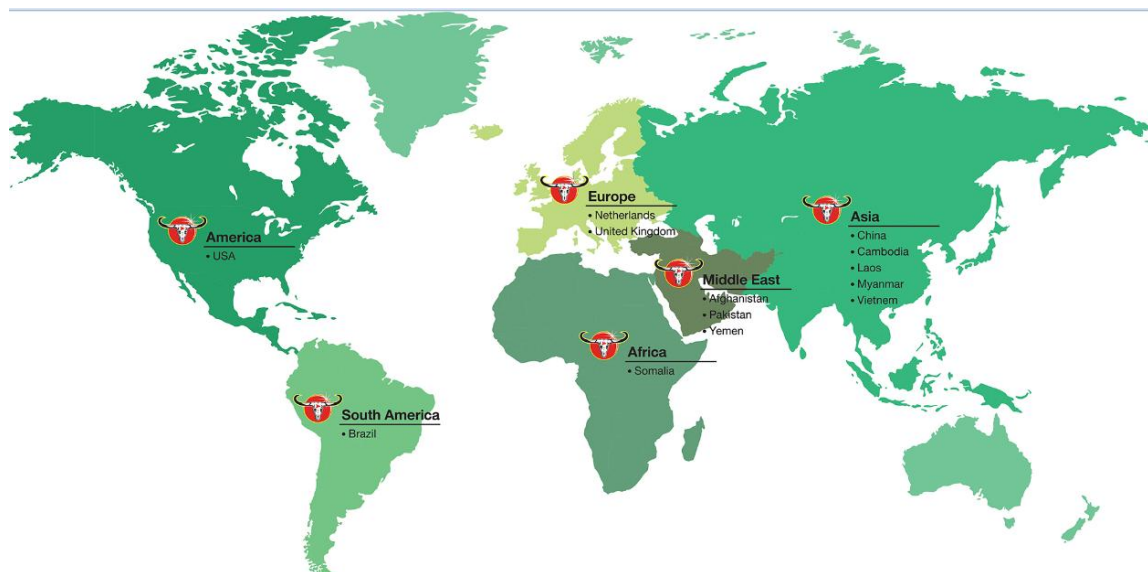 America
• USA
South America
• Brazil
Europe
• Netherlands
• United Kingdom
Middle East
• Afghanistan
• Pakistan
• Yemen
Africa
• Somalia
Asia
• China
• Cambodia
• Laos
• Myanmar
• Vietnem